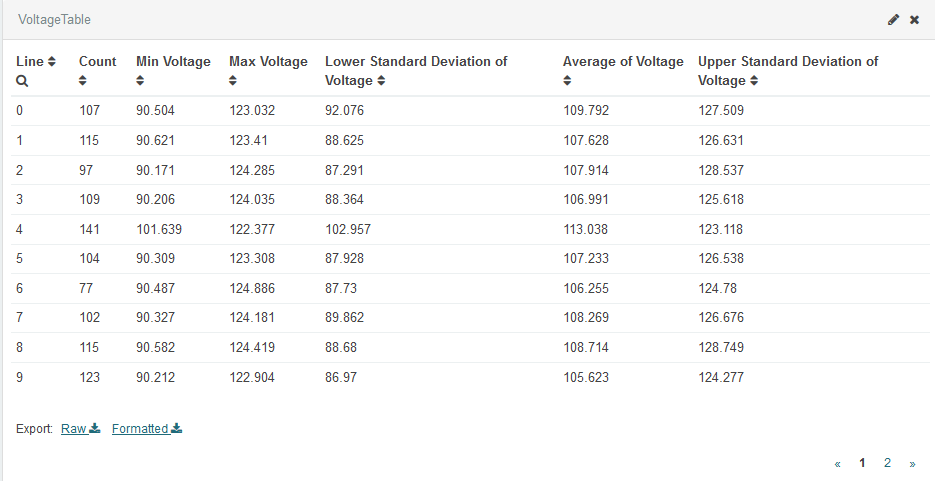 VoltageTable
Line Count Min Voltage Max Voltage Lower Standard Deviation of Voltage Average of Voltage Upper Standard Deviation of Voltage
0 107 90.504 123.032 92.076 109.792 127.509
1 115 90.621 123.41 88.625 107.628 126.631
2 97 90.171 124.285 87.291 107.914 128.537
3 109 90.206 124.035 88.364 106.991 125.618
4 141 101.639 122.377 102.957 113.038 123.118
5 104 90.309 123.308 87.928 107.233 126.538
6 77 90.487 124.886 87.73 106.255 124.78
7 102 90.327 124.181 89.862 108.269 126.676
8 115 90.582 124.419 88.68 108.714 128.749
9 123 90.212 122.904 86.97 105.623 124.277
Export: Raw Formatted
« 1 2 »